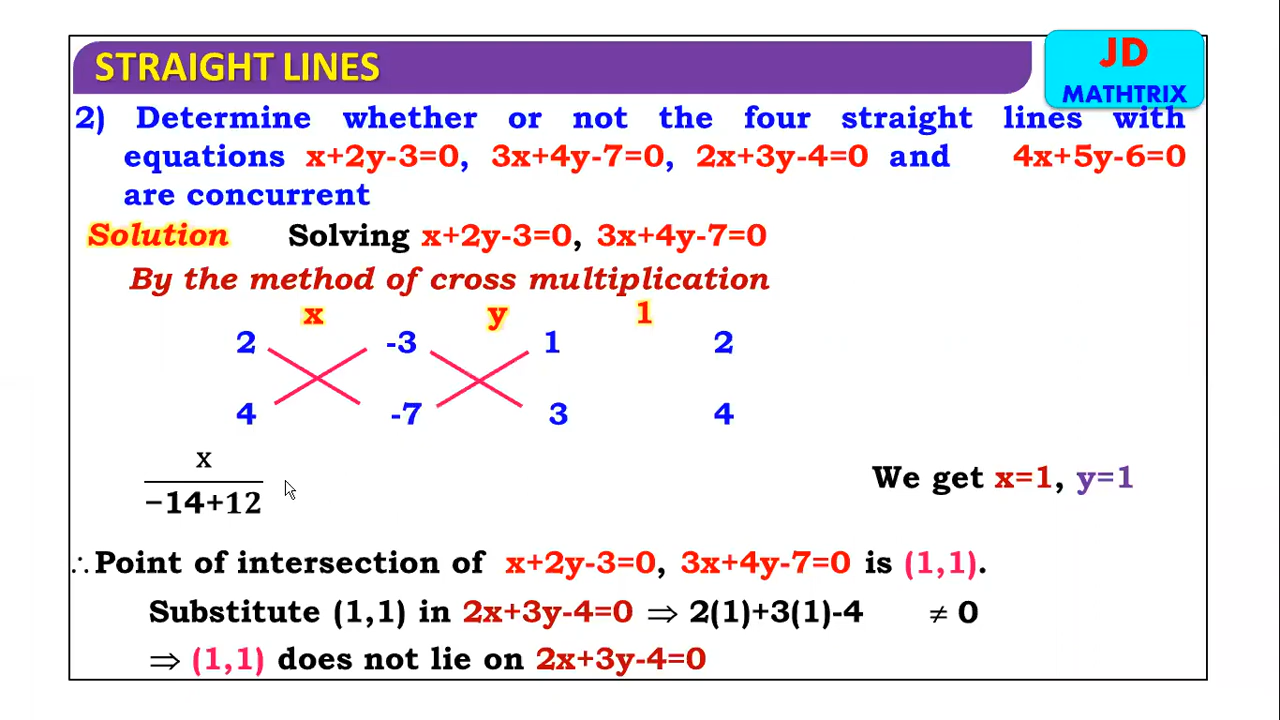 STRAIGHT LINES
JD
MATHTRIX
2) Determine whether or not the four straight lines with
equations x+2y-3=0, 3x+4y-7=0, 2x+3y-4=0 and 4x+5y-6=0
are concurrent
Solution Solving x+2y-3=0, 3x+4y-7=0
By the method of cross multiplication
x y 1
2 -3 1 2
4 -7 3 4
x
−14+12
We get x=1, y=1
∴Point of intersection of x+2y-3=0, 3x+4y-7=0 is (1,1).
Substitute (1,1) in 2x+3y-4=0 ⇒ 2(1)+3(1)-4 ≠ 0
⇒ (1,1) does not lie on 2x+3y-4=0